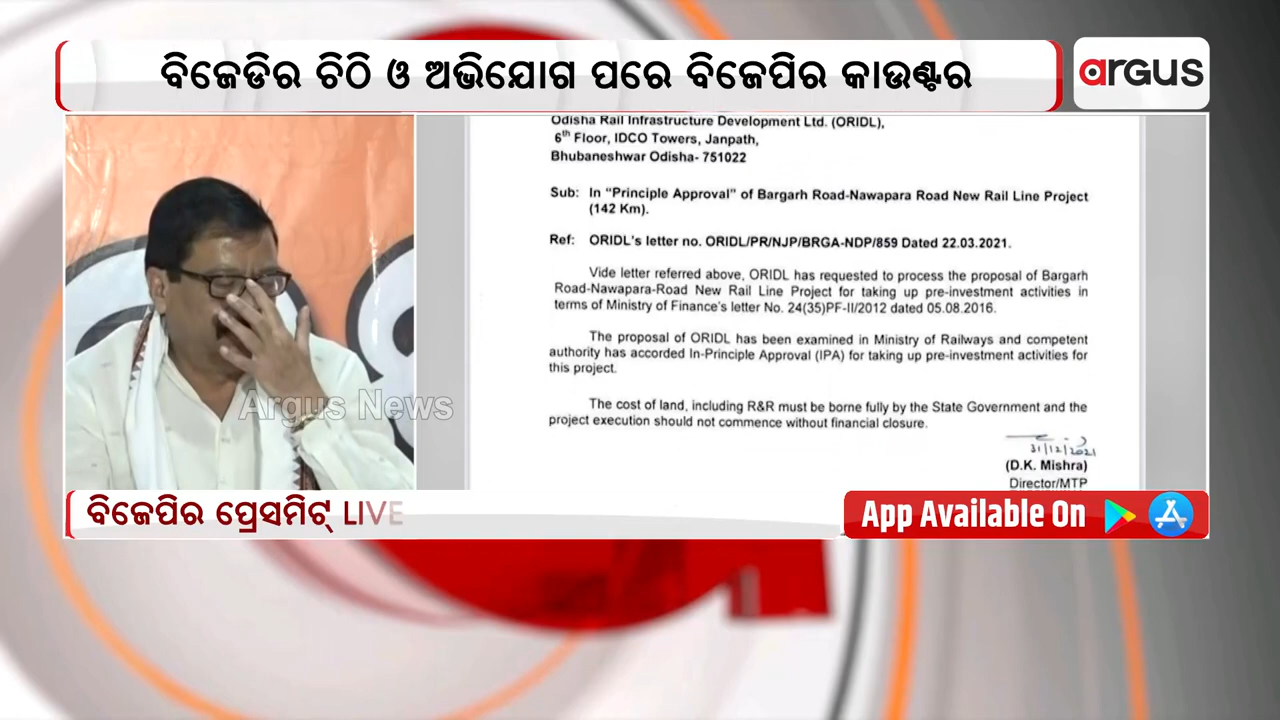 ବିଜେଡିର ଚିଠି ଓ ଅଭିଯୋଗ ପରେ ବିଜେପିର କାଉଣ୍ଟର
argus
Odisha Rail Infrastructure Development Ltd. (ORIDL),
6th Floor, IDCO Towers, Janpath,
Bhubaneshwar Odisha- 751022
Sub: In “Principle Approval” of Bargarh Road-Nawapara Road New Rail Line Project
(142 Km).
Ref: ORIDL's letter no. ORIDL/PR/NJP/BRGA-NDP/859 Dated 22.03.2021.
Vide letter referred above, ORIDL has requested to process the proposal of Bargarh
Road-Nawapara-Road New Rail Line Project for taking up pre-investment activities in
terms of Ministry of Finance's letter No. 24(35)PF-II/2012 dated 05.08.2016.
The proposal of ORIDL has been examined in Ministry of Railways and competent
authority has accorded In-Principle Approval (IPA) for taking up pre-investment activities for
this project.
The cost of land, including R&R must be borne fully by the State Government and the
project execution should not commence without financial closure.
31/12/2021
(D.K. Mishra)
Director/MTP
Argus News
ବିଜେପିର ପ୍ରେସମିଟ୍ LIVE
App Available On